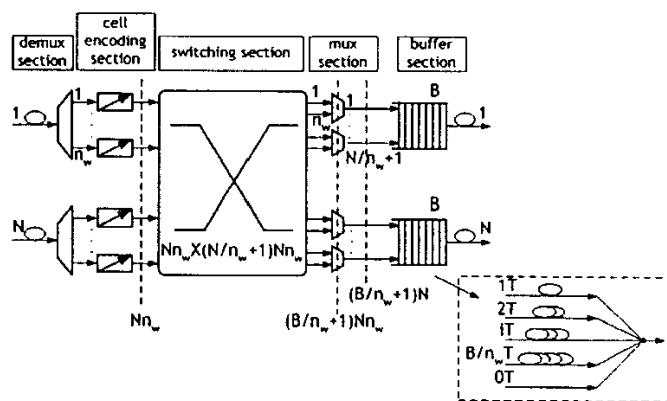 demux section
cell encoding section
switching section
mux section
buffer section
1
1
n_w
1
n_w
1
N/n_w+1
B
1
N
Nn_wX(N/n_w+1)Nn_w
B
N
Nn_w
(B/n_w+1)Nn_w
(B/n_w+1)N
1T
2T
B/n_wT
0T